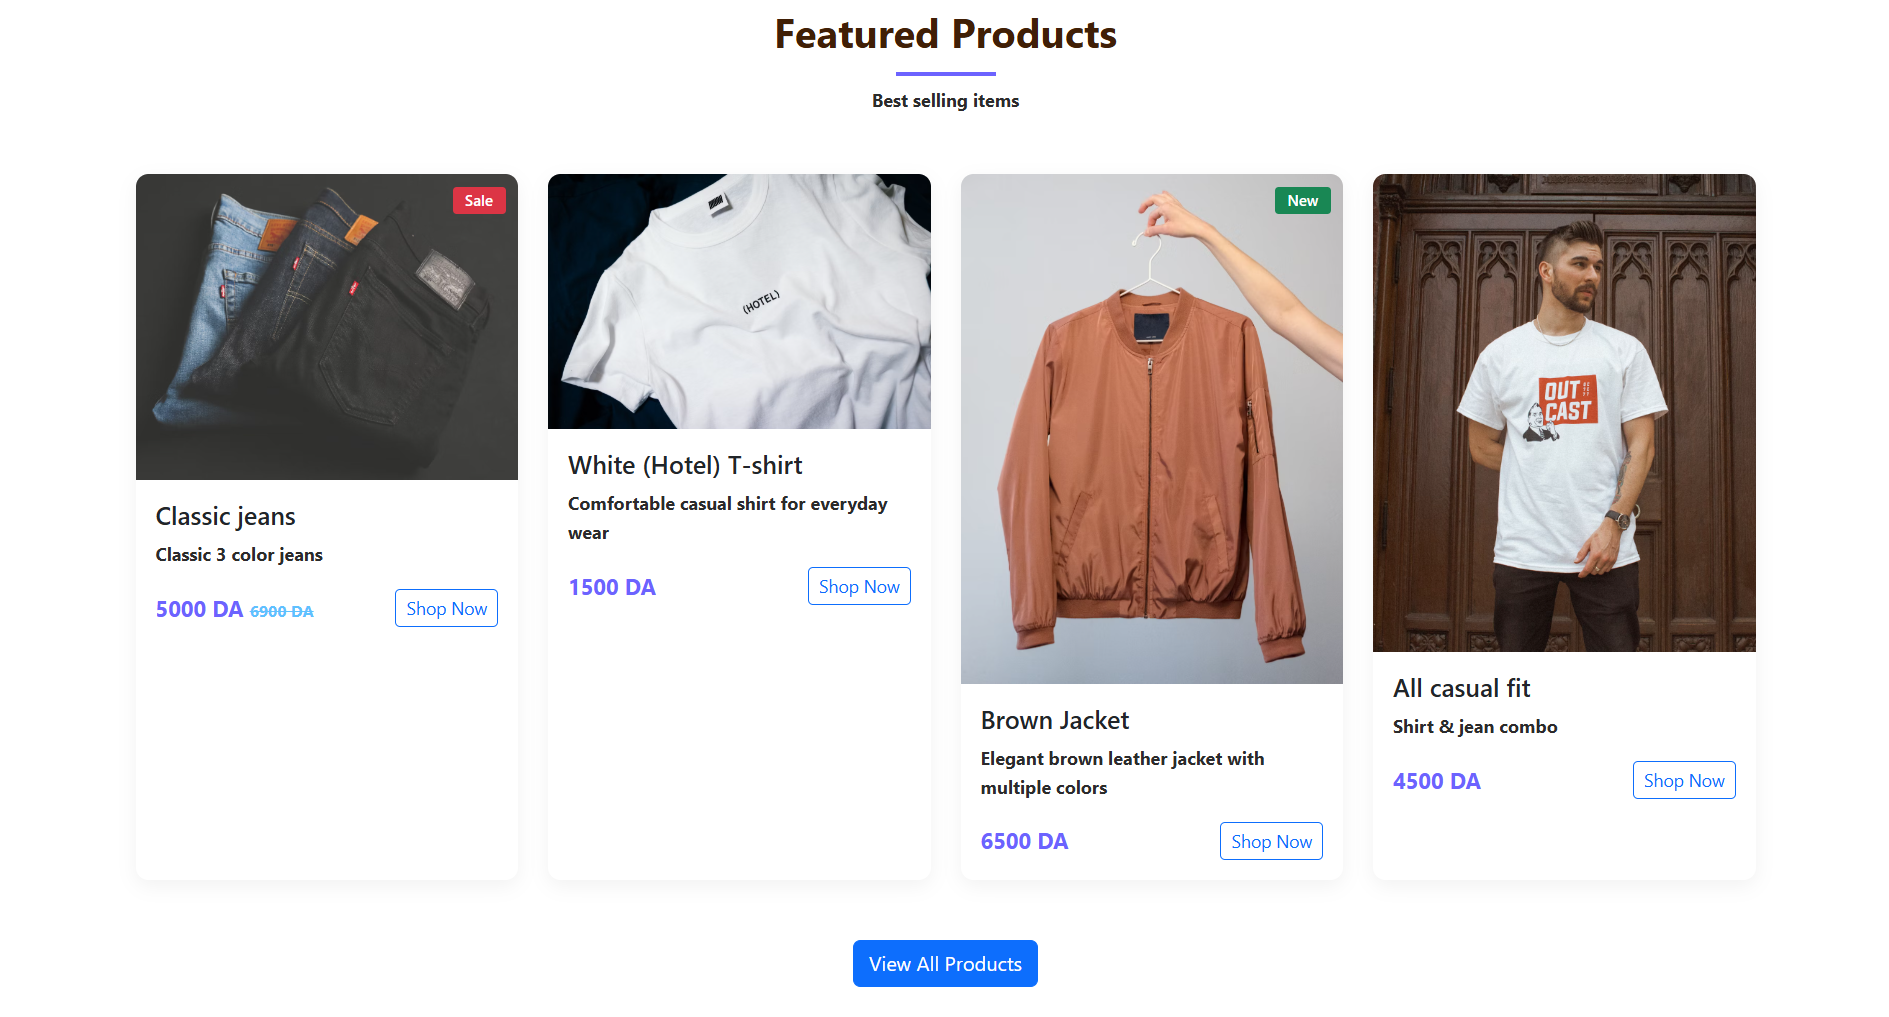 Featured Products
Best selling items
Sale
Classic jeans
Classic 3 color jeans
5000 DA 6900 DA
Shop Now
(HOTEL)
White (Hotel) T-shirt
Comfortable casual shirt for everyday
wear
1500 DA
Shop Now
New
Brown Jacket
Elegant brown leather jacket with
multiple colors
6500 DA
Shop Now
OUT
CAST
All casual fit
Shirt & jean combo
4500 DA
Shop Now
View All Products